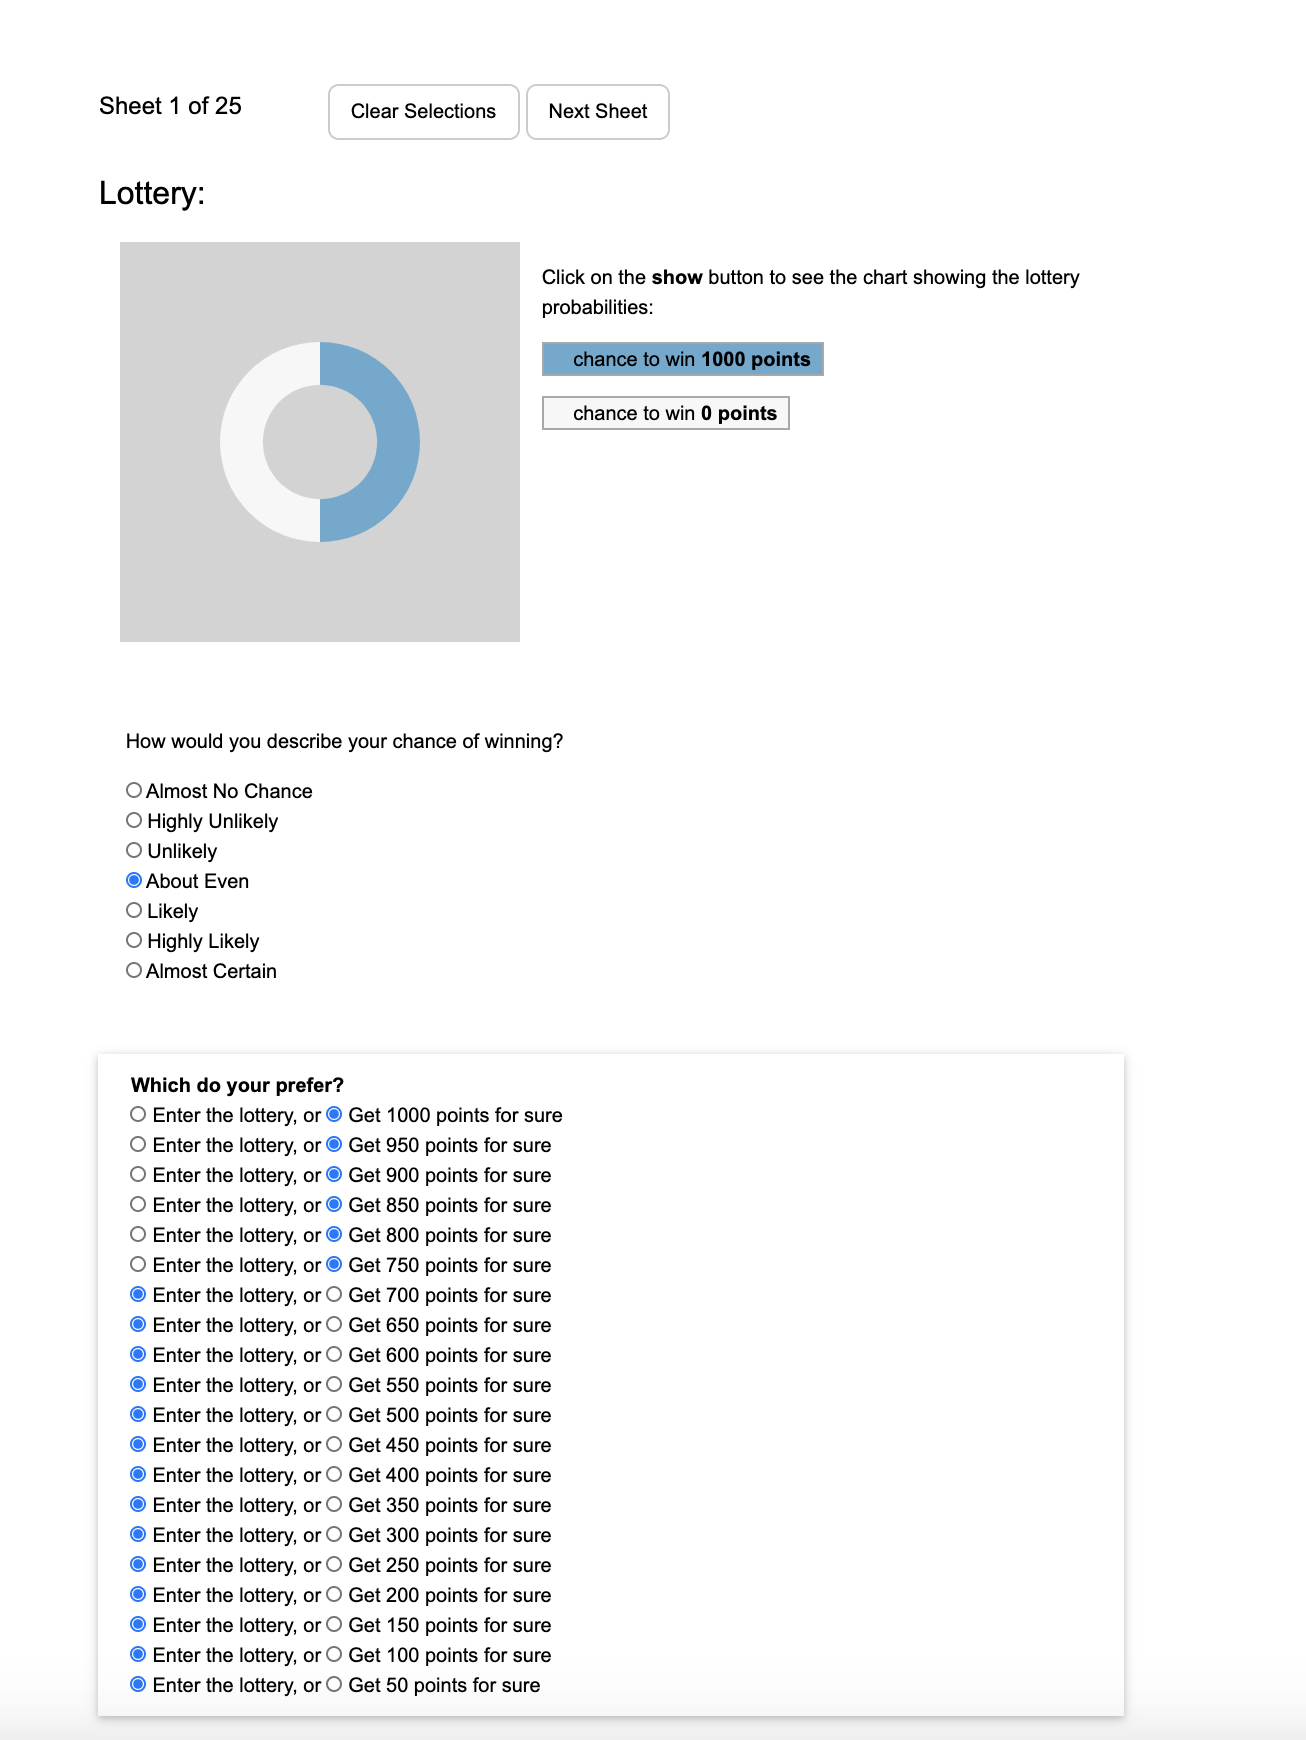 Sheet 1 of 25
Clear Selections
Next Sheet
Lottery:
Click on the show button to see the chart showing the lottery
probabilities:
chance to win 1000 points
chance to win 0 points
How would you describe your chance of winning?
Almost No Chance
Highly Unlikely
Unlikely
About Even
Likely
Highly Likely
Almost Certain
Which do your prefer?
Enter the lottery, or Get 1000 points for sure
Enter the lottery, or Get 950 points for sure
Enter the lottery, or Get 900 points for sure
Enter the lottery, or Get 850 points for sure
Enter the lottery, or Get 800 points for sure
Enter the lottery, or Get 750 points for sure
Enter the lottery, or Get 700 points for sure
Enter the lottery, or Get 650 points for sure
Enter the lottery, or Get 600 points for sure
Enter the lottery, or Get 550 points for sure
Enter the lottery, or Get 500 points for sure
Enter the lottery, or Get 450 points for sure
Enter the lottery, or Get 400 points for sure
Enter the lottery, or Get 350 points for sure
Enter the lottery, or Get 300 points for sure
Enter the lottery, or Get 250 points for sure
Enter the lottery, or Get 200 points for sure
Enter the lottery, or Get 150 points for sure
Enter the lottery, or Get 100 points for sure
Enter the lottery, or Get 50 points for sure